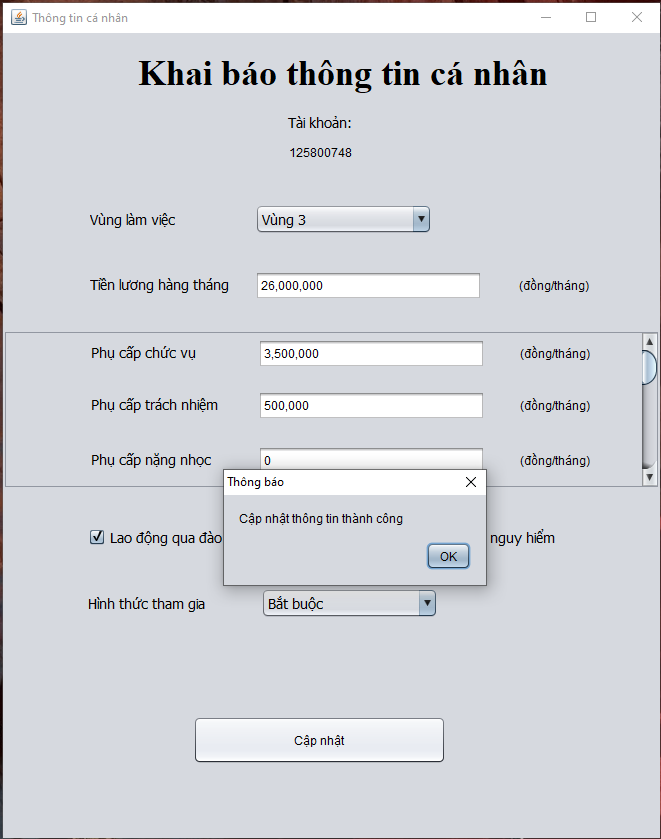 Thông tin cá nhân
Khai báo thông tin cá nhân
Tài khoản:
125800748
Vùng làm việc Vùng 3
Tiền lương hàng tháng 26,000,000 (đồng/tháng)
Phụ cấp chức vụ 3,500,000 (đồng/tháng)
Phụ cấp trách nhiệm 500,000 (đồng/tháng)
Phụ cấp nặng nhọc 0 (đồng/tháng)
Thông báo
Cập nhật thông tin thành công
Lao động qua đào nguy hiểm
OK
Hình thức tham gia Bắt buộc
Cập nhật